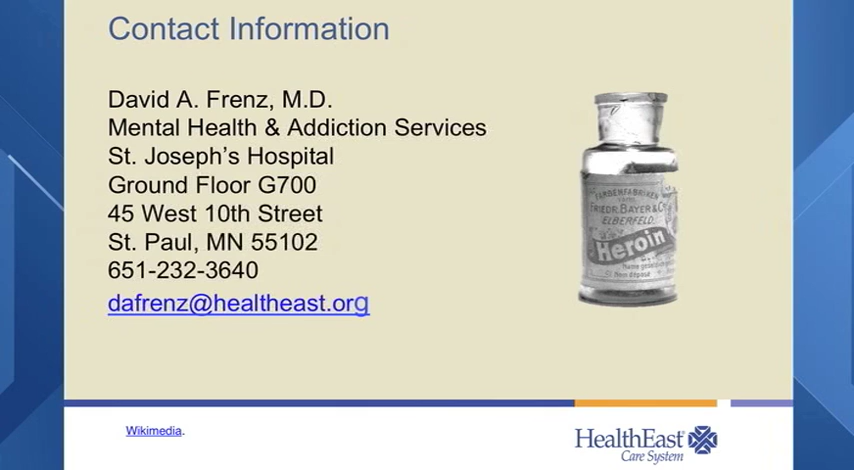 Contact Information
David A. Frenz, M.D.
Mental Health & Addiction Services
St. Joseph's Hospital
Ground Floor G700
45 West 10th Street
St. Paul, MN 55102
651-232-3640
dafrenz@healtheast.org
FARBENFABRIKEN
FRIEDR. BAYER & Co
ELBERFELD.
Heroin
Wikimedia.
HealthEast®
Care System